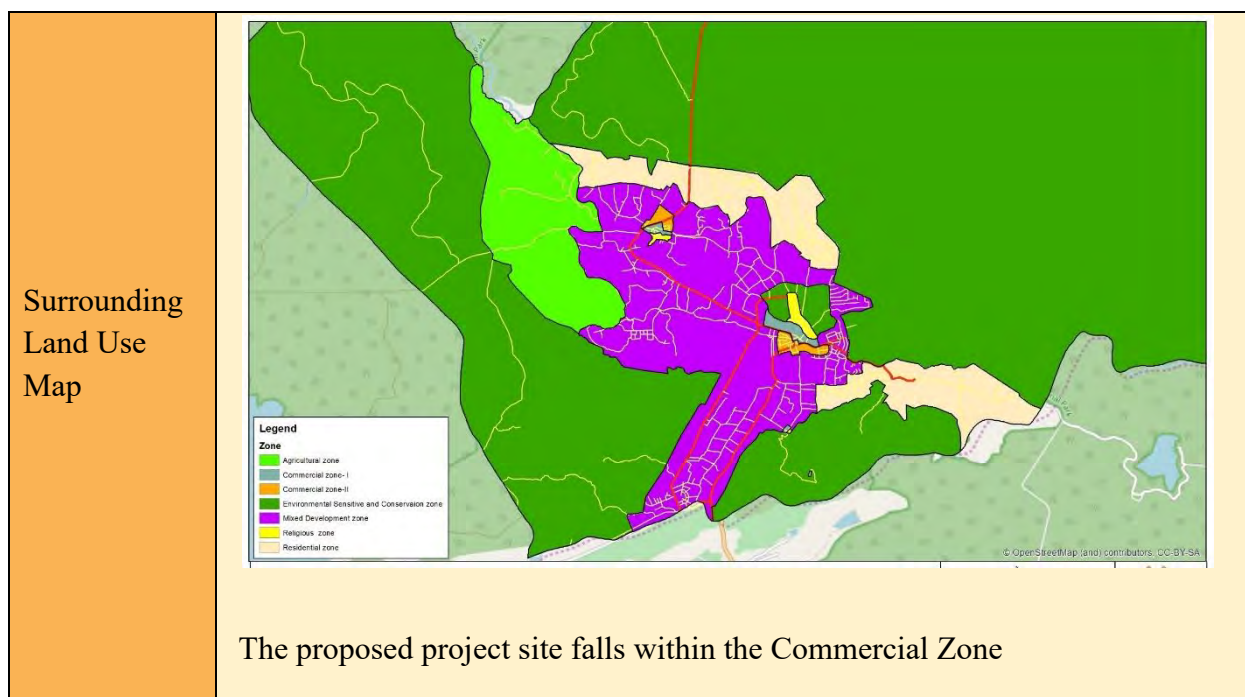 Surrounding
Land Use
Map
Legend
Zone
Agricultural zone
Commercial zone- I
Commercial zone-II
Environmental Sensitive and Conservaion zone
Mixed Development zone
Religious zone
Residential zone
© OpenStreetMap (and) contributors, CC-BY-SA
The proposed project site falls within the Commercial Zone